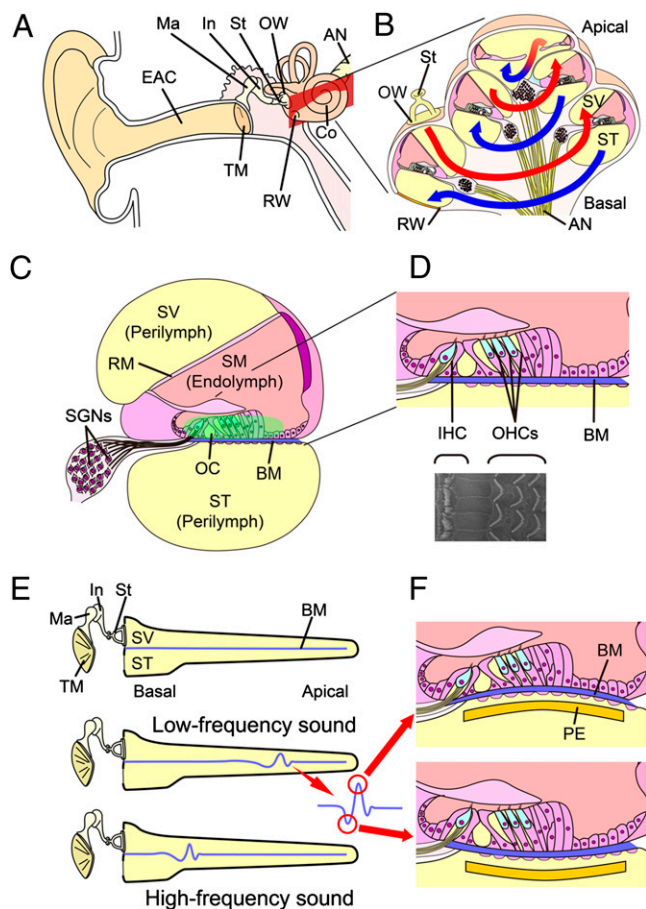 A
Ma
In
St
OW
AN
EAC
TM
RW
Co
B
Apical
St
OW
SV
ST
Basal
RW
AN
C
SV
(Perilymph)
RM
SM
(Endolymph)
SGNs
OC
BM
ST
(Perilymph)
D
IHC
OHCs
BM
E
In
St
Ma
BM
SV
ST
TM
Basal
Apical
Low-frequency sound
High-frequency sound
F
BM
PE